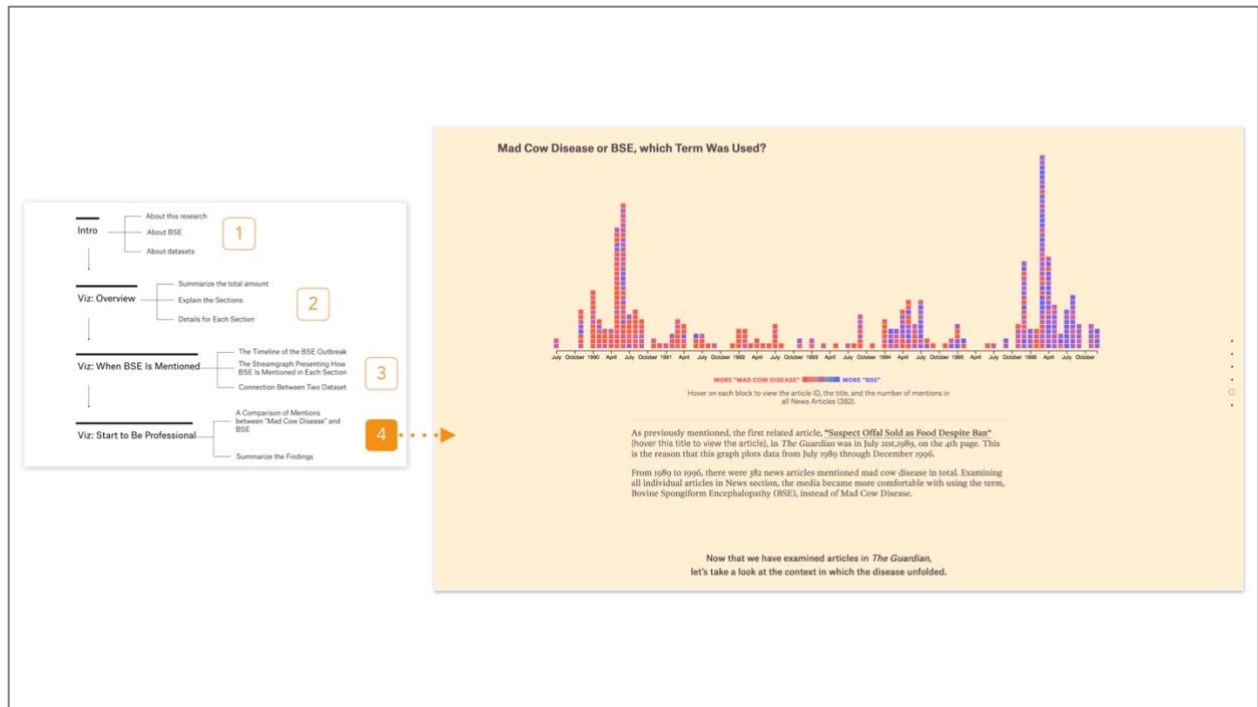 Intro
About this research
About BSE
About datasets
1
Viz: Overview
Summarize the total amount
Explain the Sections
Details for Each Section
2
Viz: When BSE Is Mentioned
The Timeline of the BSE Outbreak
The Streamgraph Presenting How
BSE Is Mentioned in Each Section
Connection Between Two Dataset
3
Viz: Start to Be Professional
A Comparison of Mentions
between "Mad Cow Disease" and
BSE
Summarize the Findings
4
Mad Cow Disease or BSE, which Term Was Used?
July October 1990 April July October 1991 April July October 1992 April July October 1993 April July October 1994 April July October 1995 April July October 1996 April July October
MORE "MAD COW DISEASE" MORE "BSE"
Hover on each block to view the article ID, the title, and the number of mentions in
all News Articles (382).
As previously mentioned, the first related article, "Suspect Offal Sold as Food Despite Ban"
(hover this title to view the article), in The Guardian was in July 21st,1989, on the 4th page. This
is the reason that this graph plots data from July 1989 through December 1996.
From 1989 to 1996, there were 382 news articles mentioned mad cow disease in total. Examining
all individual articles in News section, the media became more comfortable with using the term,
Bovine Spongiform Encephalopathy (BSE), instead of Mad Cow Disease.
Now that we have examined articles in The Guardian,
let's take a look at the context in which the disease unfolded.